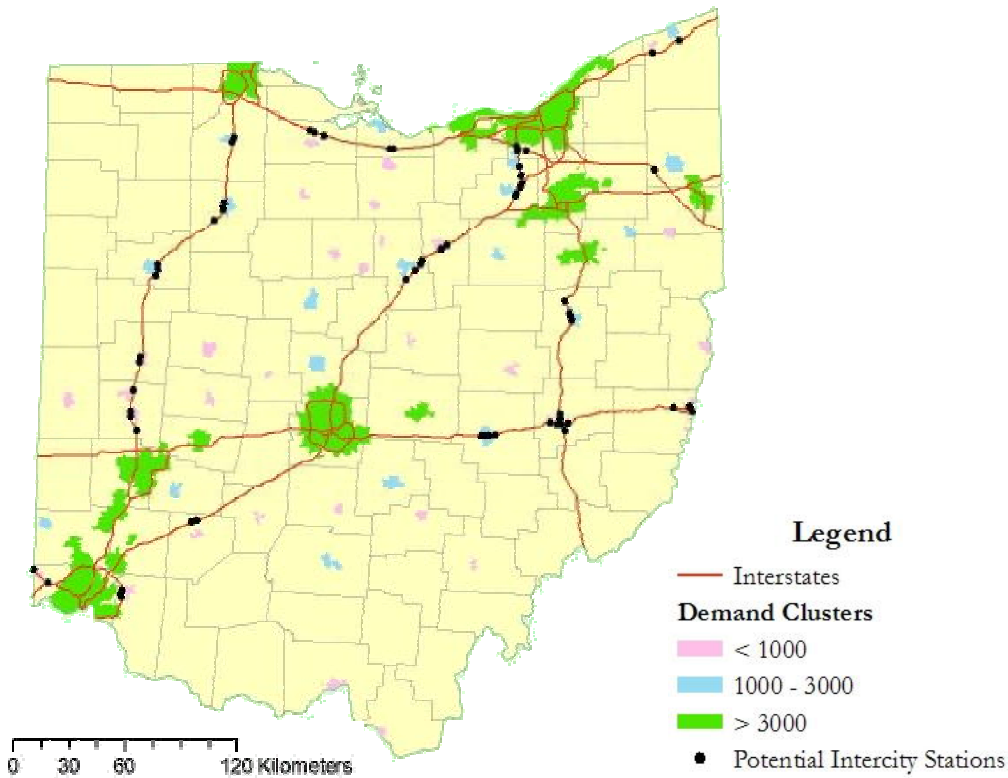 Legend
Interstates
Demand Clusters
< 1000
1000 - 3000
> 3000
Potential Intercity Stations
0 30 60 120 Kilometers